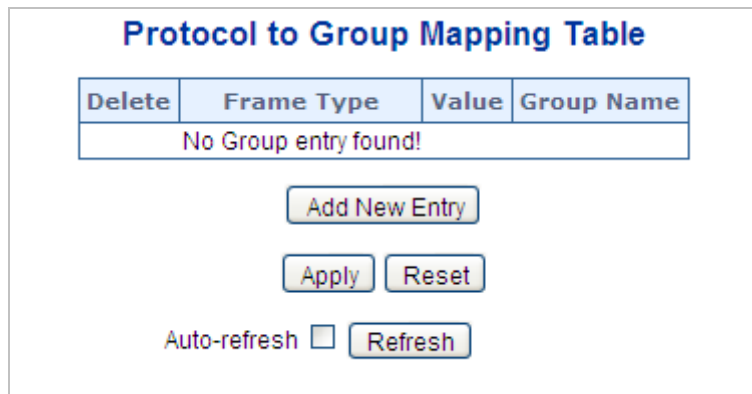 Protocol to Group Mapping Table
Delete Frame Type Value Group Name
No Group entry found!
Add New Entry
Apply Reset
Auto-refresh Refresh